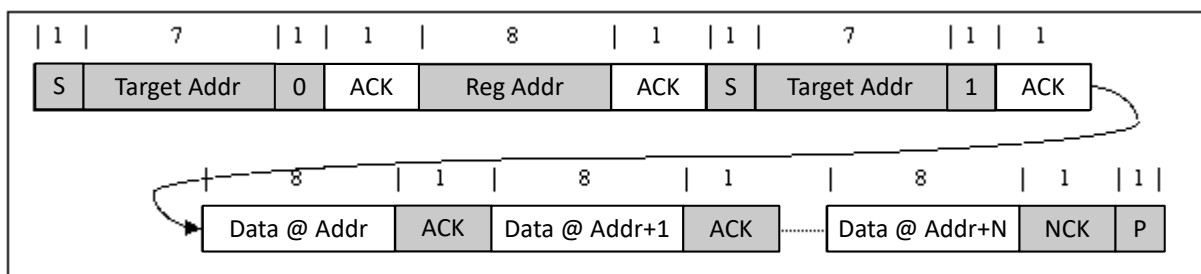 | 1 | 7 | 1 | 1 | 8 | 1 | 1 | 7 | 1 | 1
S Target Addr 0 ACK Reg Addr ACK S Target Addr 1 ACK
| 8 | 1 | 8 | 1 | 8 | 1 | 1 |
Data @ Addr ACK Data @ Addr+1 ACK Data @ Addr+N NCK P